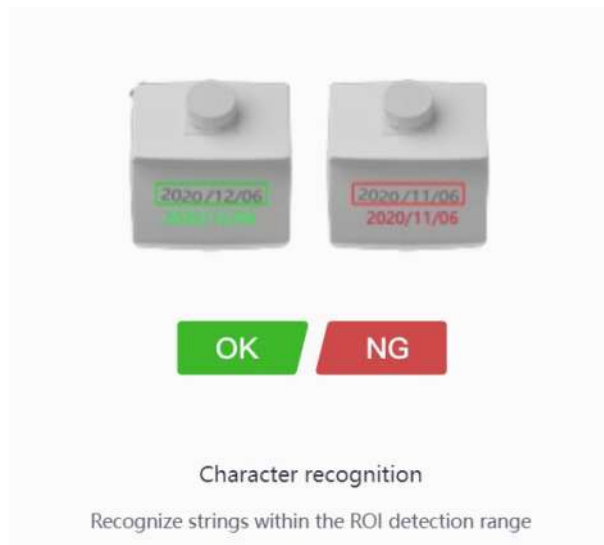 2020/12/06 2020/11/06
2020/11/06
OK NG
Character recognition
Recognize strings within the ROI detection range